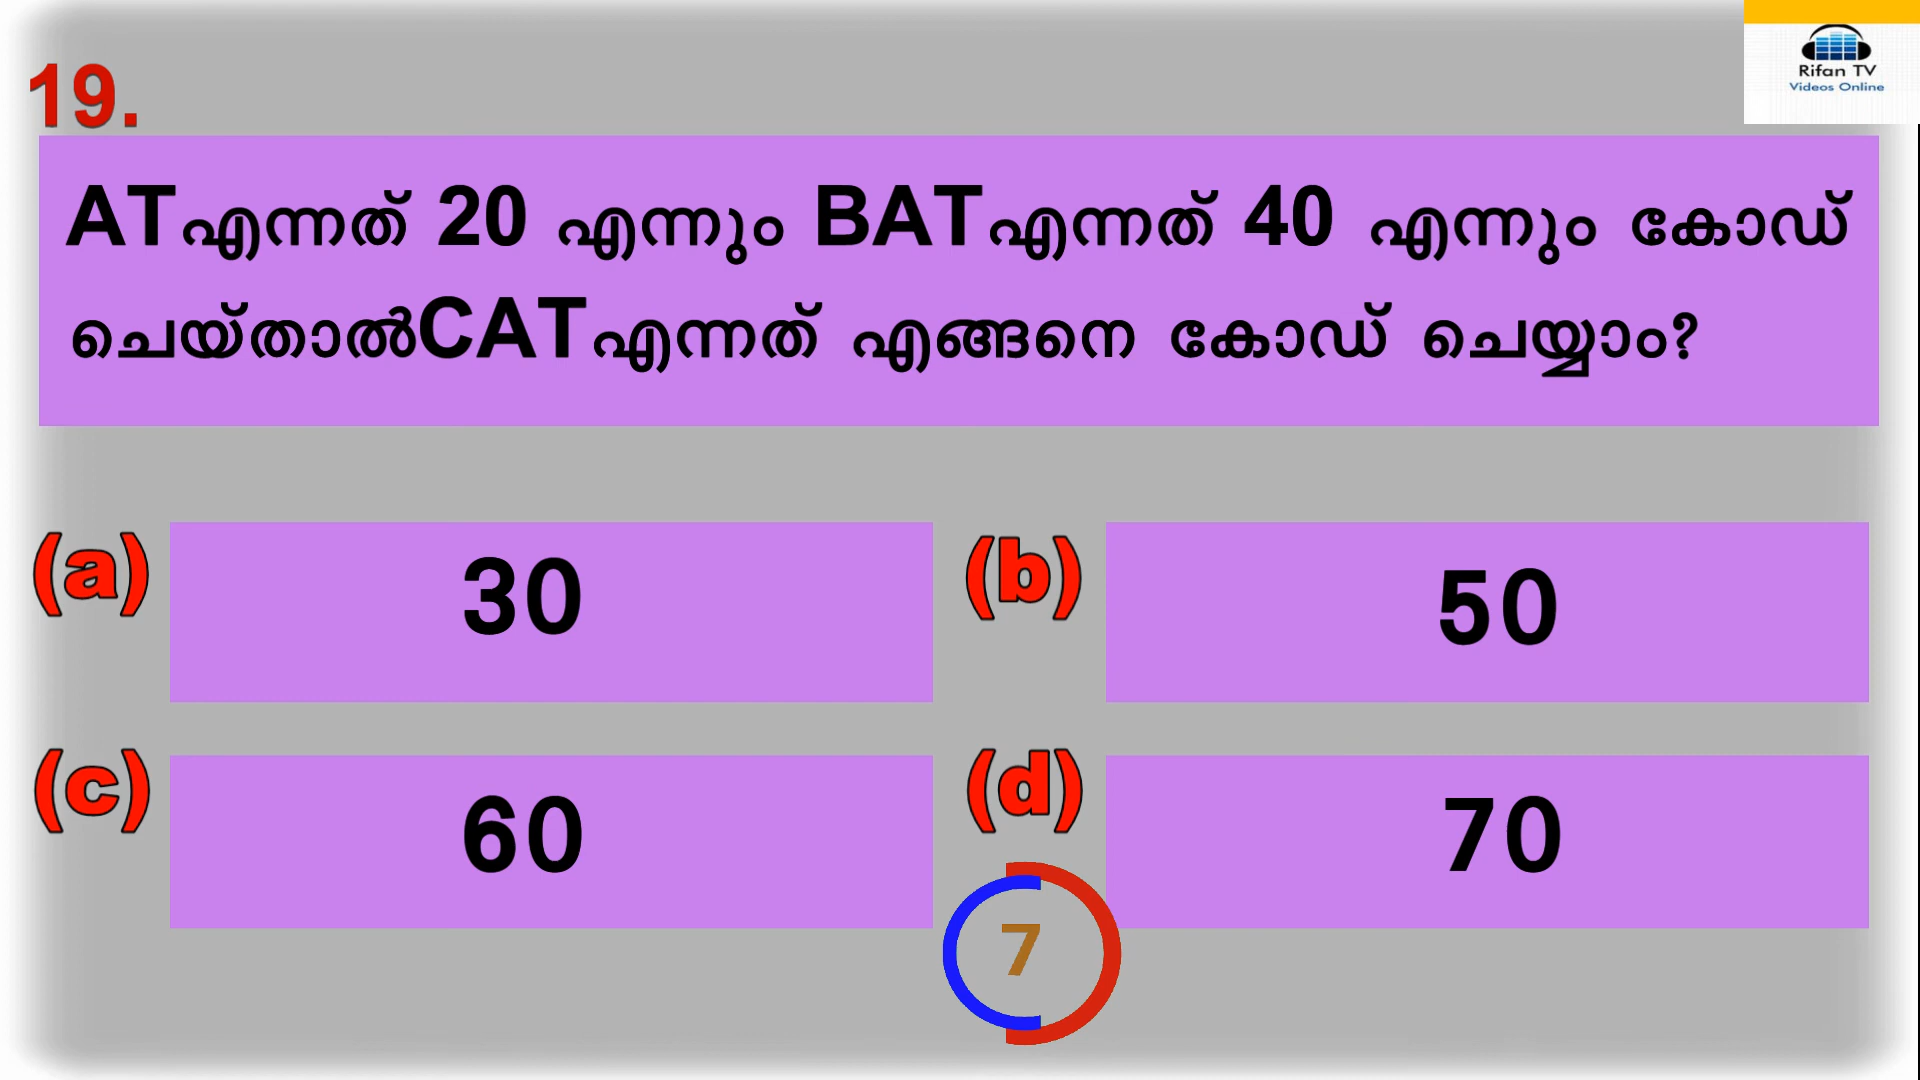 Rifan TV
Videos Online
19.
ATഎന്നത് 20 എന്നും BATഎന്നത് 40 എന്നും കോഡ്
ചെയ്താൽCATഎന്നത് എങ്ങനെ കോഡ് ചെയ്യാം?
(a) 30
(b) 50
(c) 60
(d) 70
7